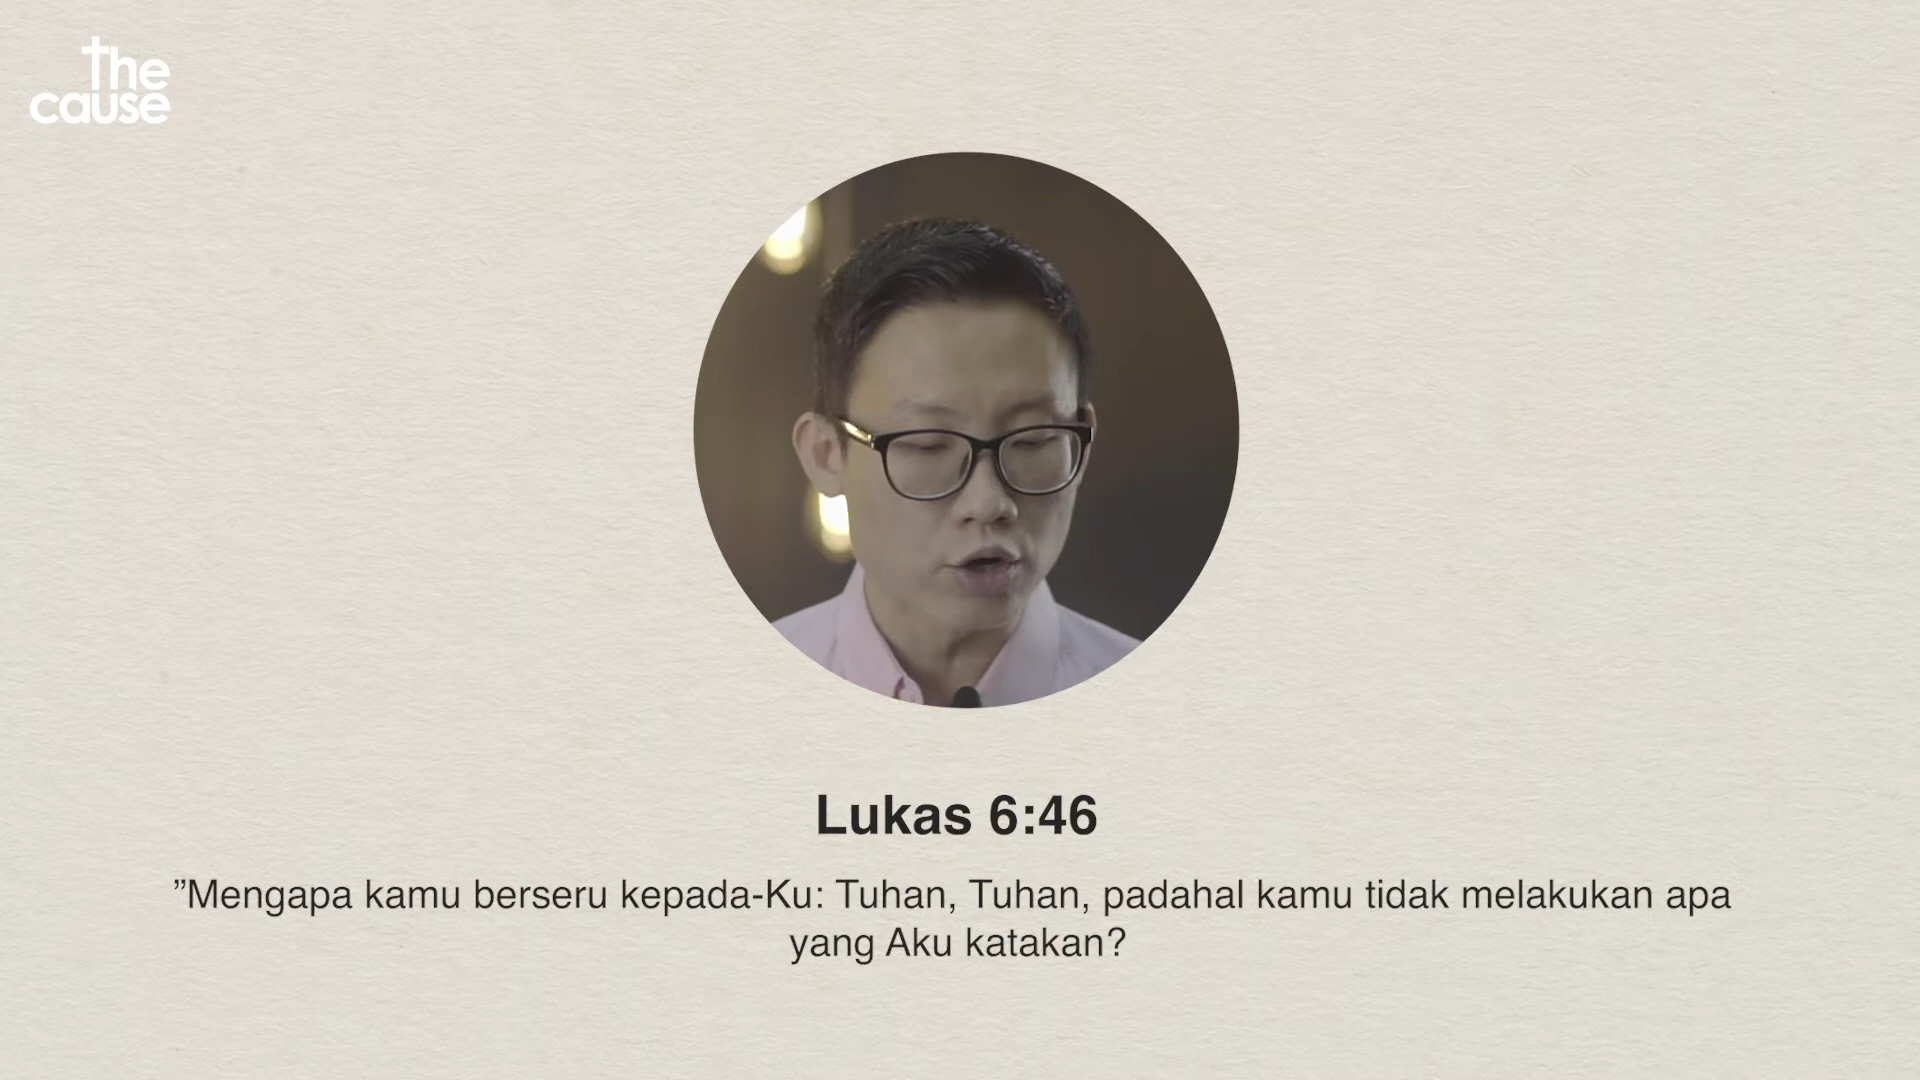 the
cause
Lukas 6:46
”Mengapa kamu berseru kepada-Ku: Tuhan, Tuhan, padahal kamu tidak melakukan apa
yang Aku katakan?